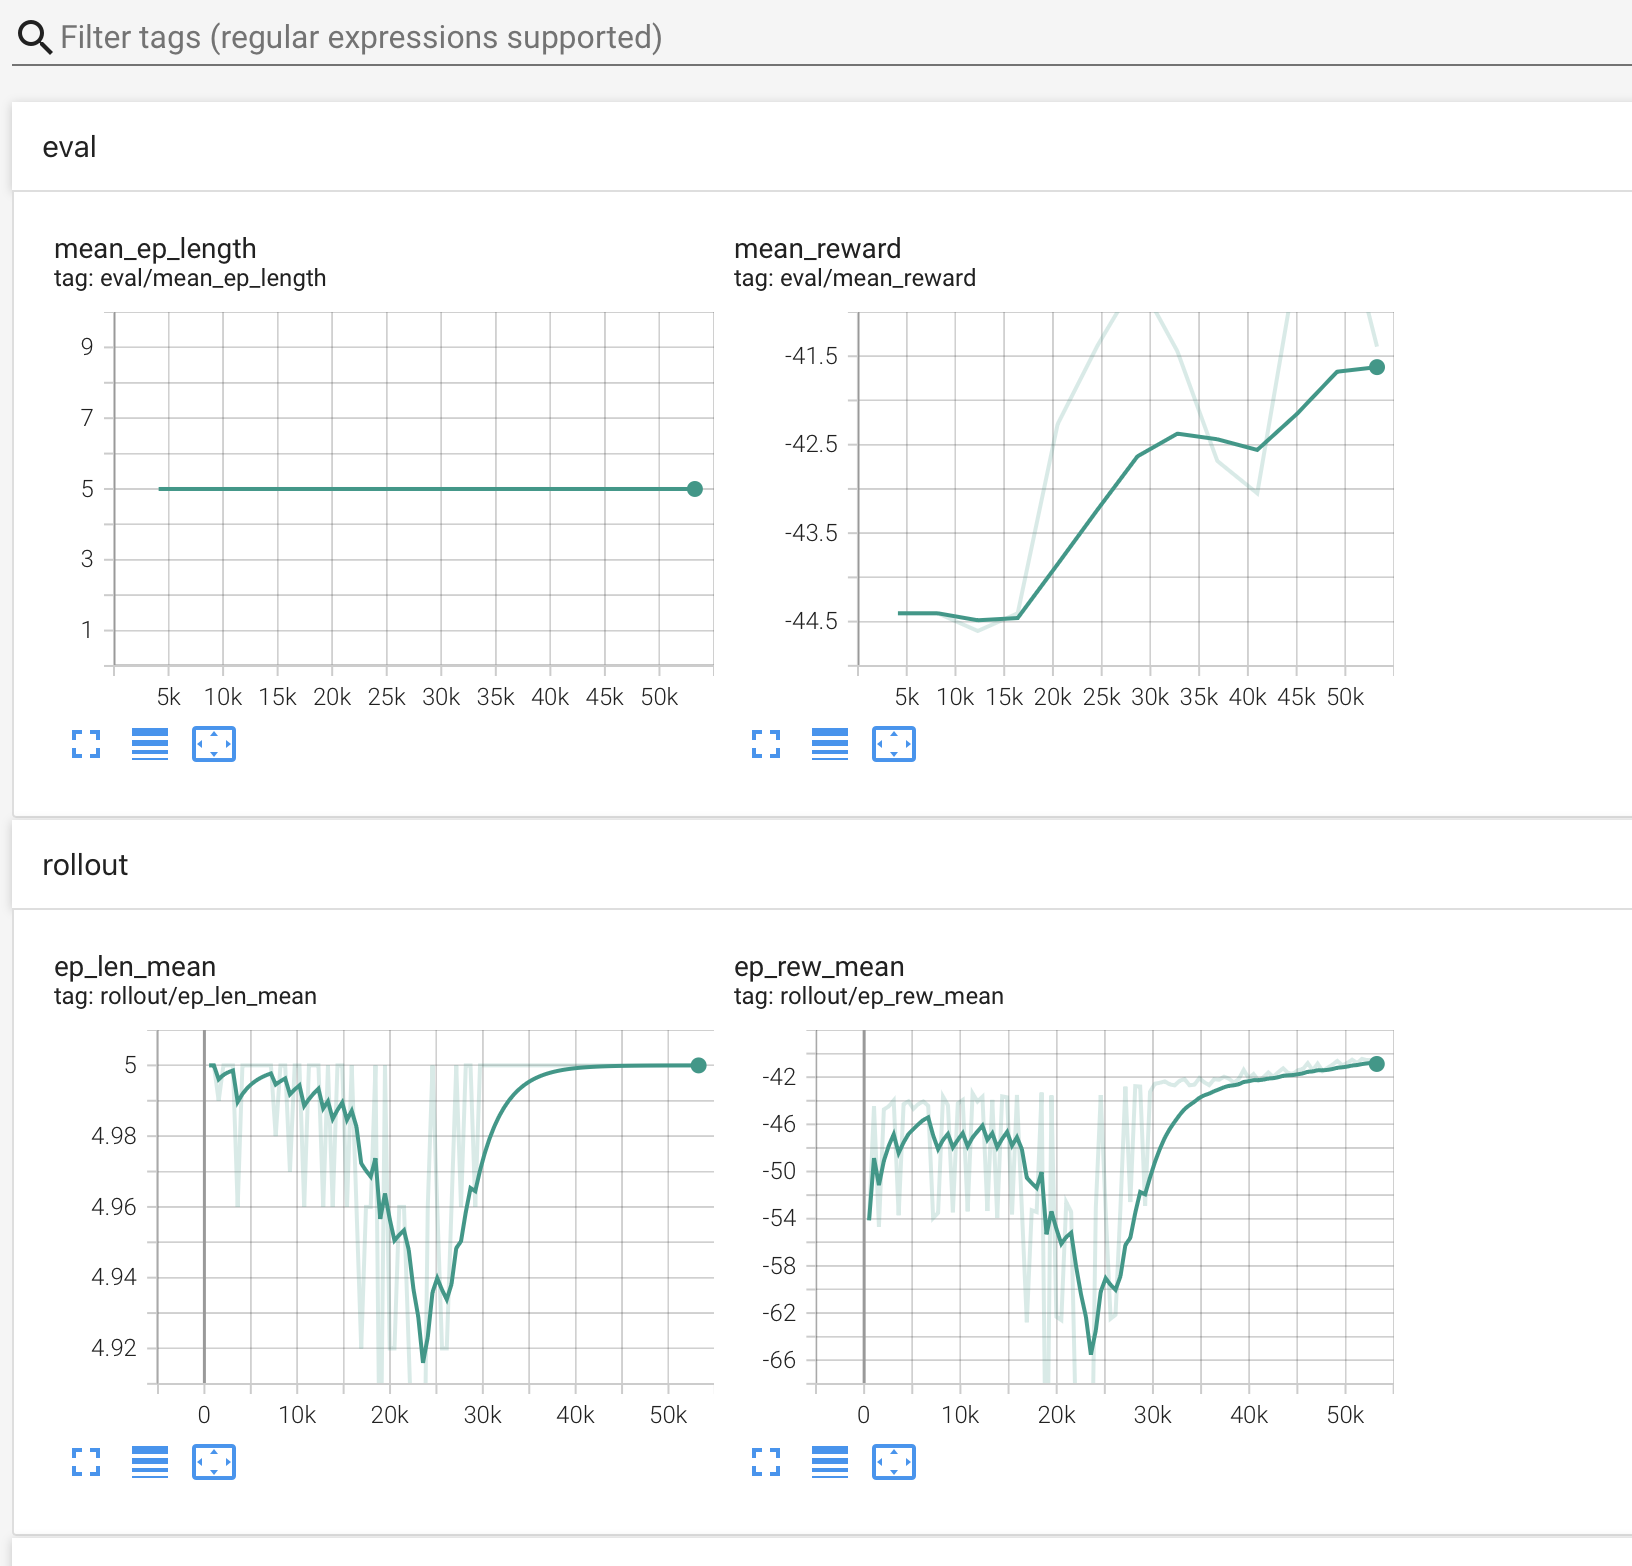 Filter tags (regular expressions supported)
eval
mean_ep_length
tag: eval/mean_ep_length
9
7
5
3
1
5k 10k 15k 20k 25k 30k 35k 40k 45k 50k
mean_reward
tag: eval/mean_reward
-41.5
-42.5
-43.5
-44.5
5k 10k 15k 20k 25k 30k 35k 40k 45k 50k
rollout
ep_len_mean
tag: rollout/ep_len_mean
5
4.98
4.96
4.94
4.92
0 10k 20k 30k 40k 50k
ep_rew_mean
tag: rollout/ep_rew_mean
-42
-46
-50
-54
-58
-62
-66
0 10k 20k 30k 40k 50k